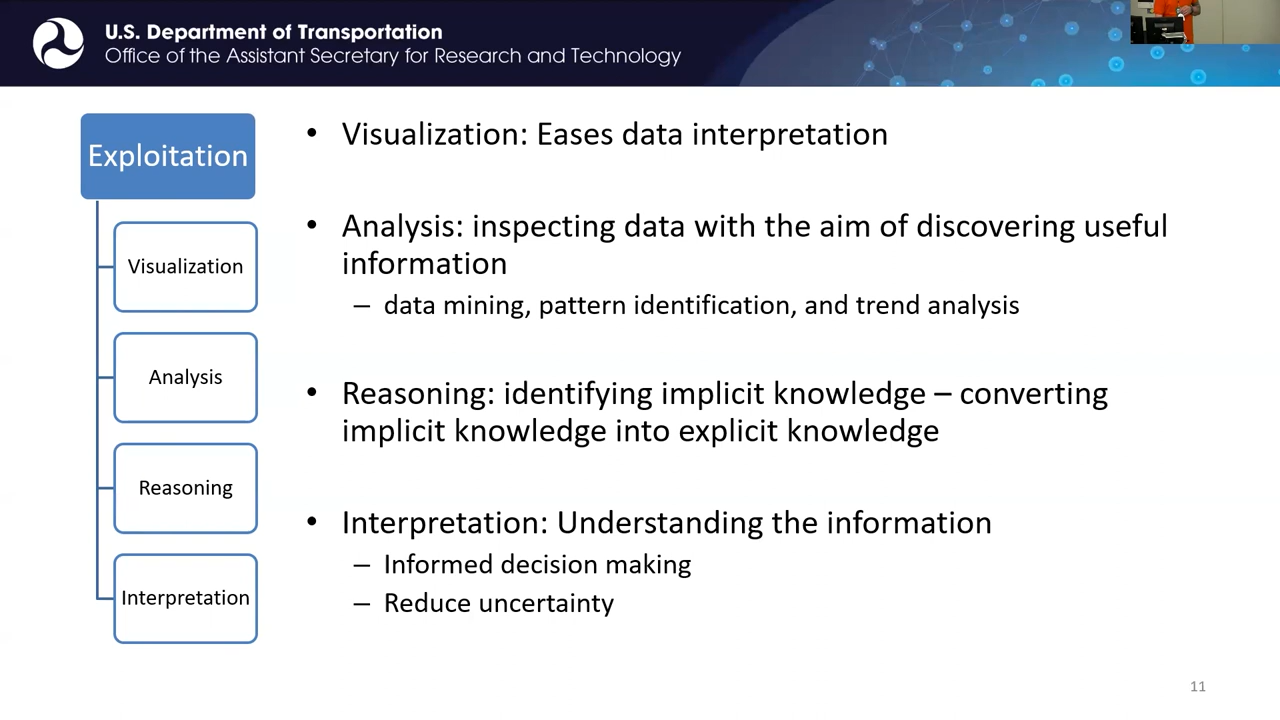 U.S. Department of Transportation
Office of the Assistant Secretary for Research and Technology
Exploitation
Visualization
Analysis
Reasoning
Interpretation
• Visualization: Eases data interpretation
• Analysis: inspecting data with the aim of discovering useful
information
– data mining, pattern identification, and trend analysis
• Reasoning: identifying implicit knowledge – converting
implicit knowledge into explicit knowledge
• Interpretation: Understanding the information
– Informed decision making
– Reduce uncertainty
11